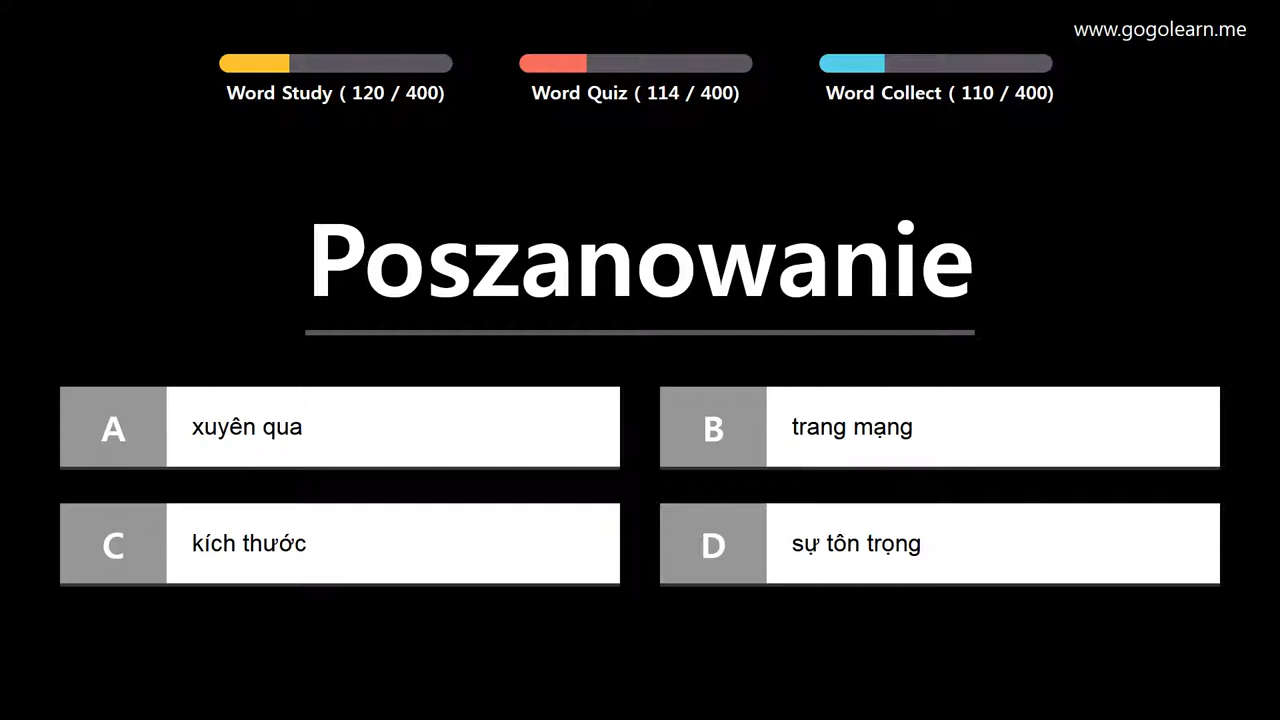 www.gogolearn.me
Word Study ( 120 / 400)
Word Quiz ( 114 / 400)
Word Collect ( 110 / 400)
Poszanowanie
A
xuyên qua
B
trang mạng
C
kích thước
D
sự tôn trọng